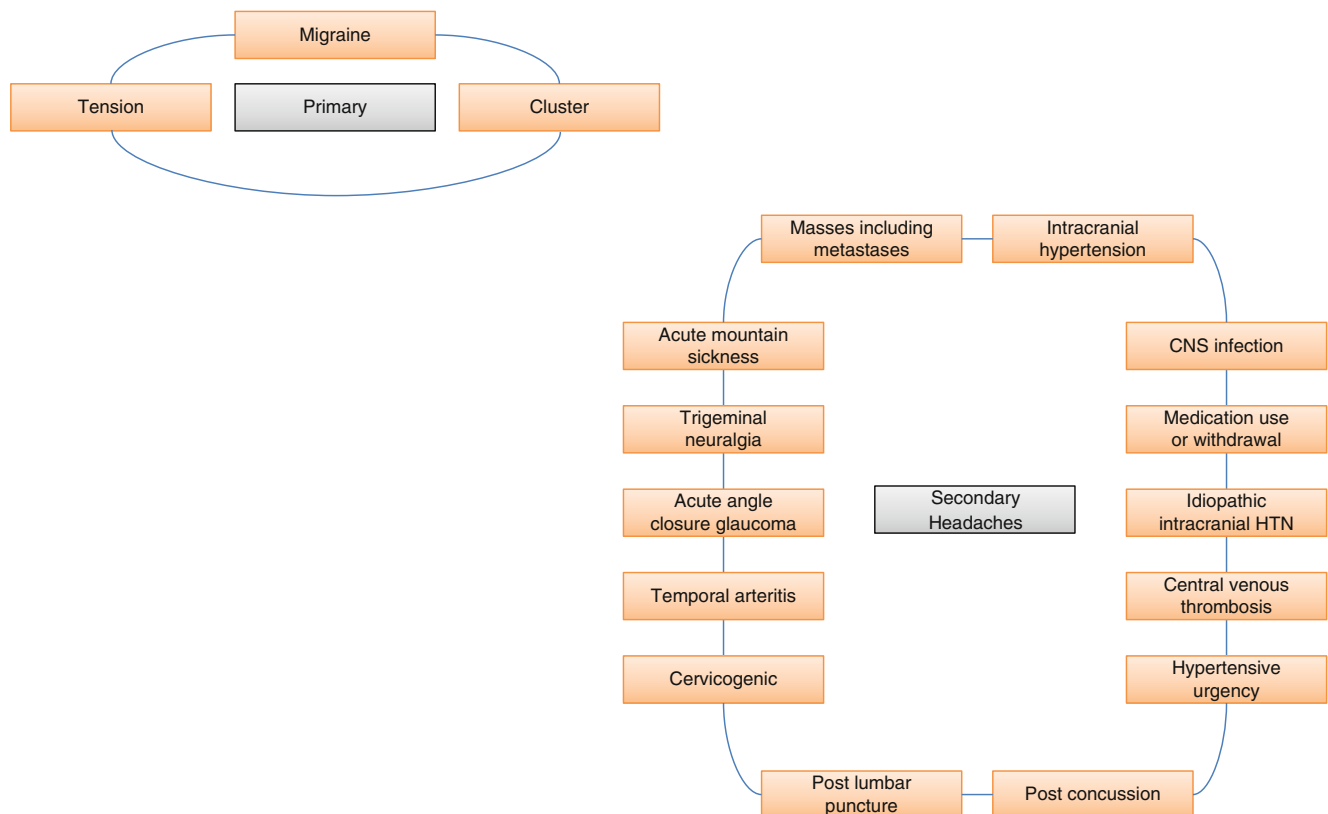 Migraine
Tension
Primary
Cluster
Masses including
metastases
Intracranial
hypertension
Acute mountain
sickness
CNS infection
Trigeminal
neuralgia
Medication use
or withdrawal
Acute angle
closure glaucoma
Secondary
Headaches
Idiopathic
intracranial HTN
Temporal arteritis
Central venous
thrombosis
Cervicogenic
Hypertensive
urgency
Post lumbar
puncture
Post concussion